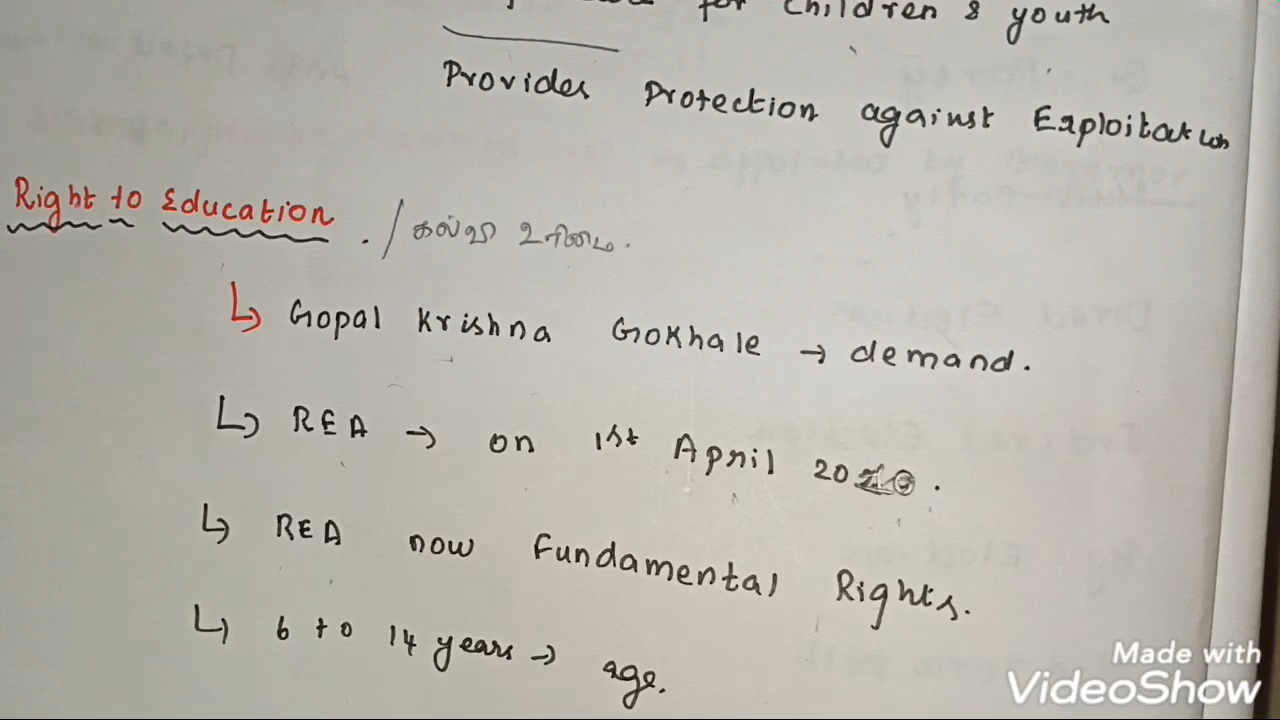 for Children & youth
Provides Protection against Exploitation
Right to Education. / கல்வி உரிமை.
↳ Gopal Krishna Gokhale → demand.
↳ REA → on 1st April 2010.
↳ REA now Fundamental Rights.
↳ 6 to 14 years → age.
Made with
VideoShow